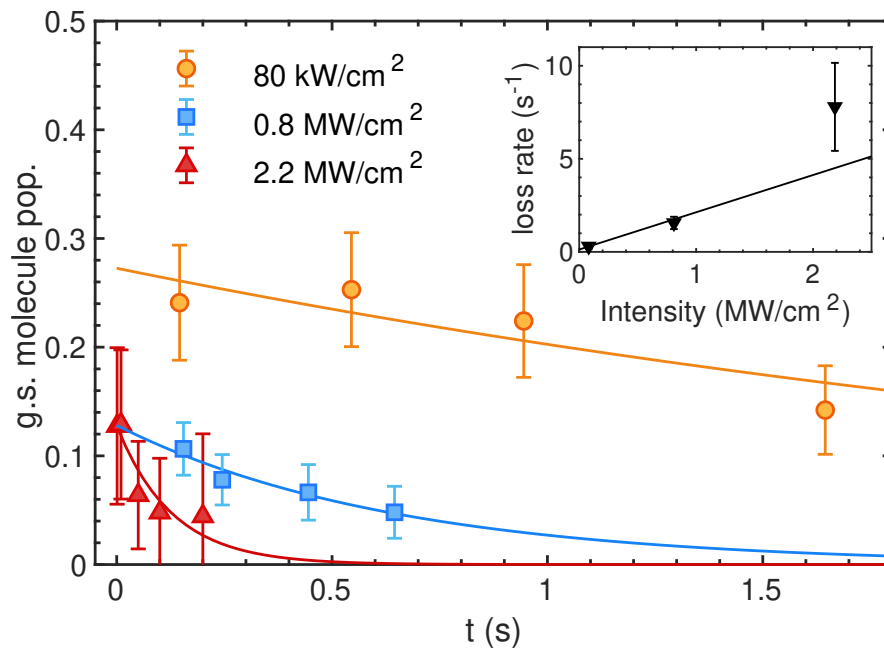 0.5
0.4
0.3
0.2
0.1
0
g.s. molecule pop.
80 kW/cm²
0.8 MW/cm²
2.2 MW/cm²
0
0.5
1
1.5
t (s)
10
5
0
loss rate (s⁻¹)
0
1
2
Intensity (MW/cm²)